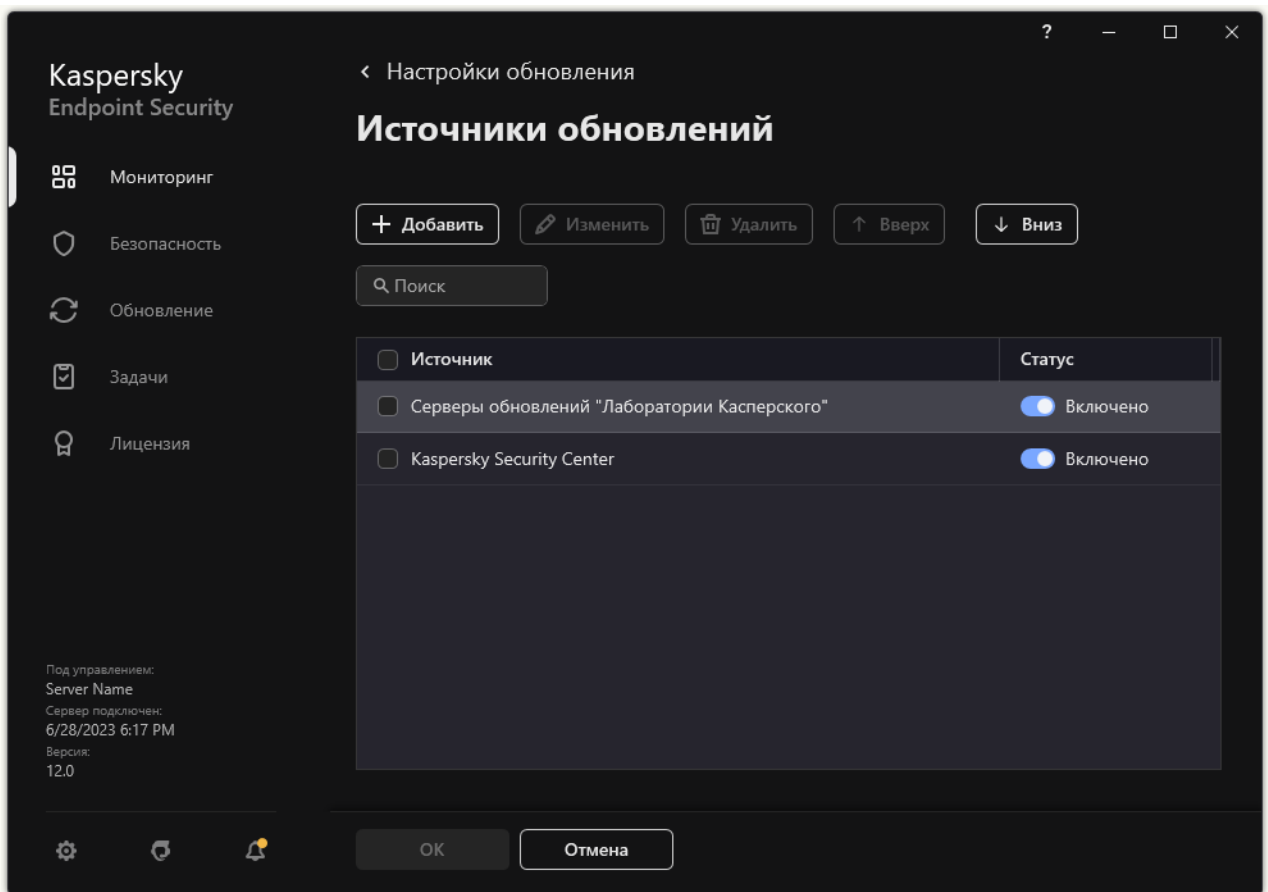 ?
Kaspersky
Endpoint Security
Мониторинг
Безопасность
Обновление
Задачи
Лицензия
Под управлением:
Server Name
Сервер подключен:
6/28/2023 6:17 PM
Версия:
12.0
Настройки обновления
Источники обновлений
Добавить Изменить Удалить Вверх Вниз
Поиск
Источник Статус
Серверы обновлений "Лаборатории Касперского" Включено
Kaspersky Security Center Включено
ОК Отмена